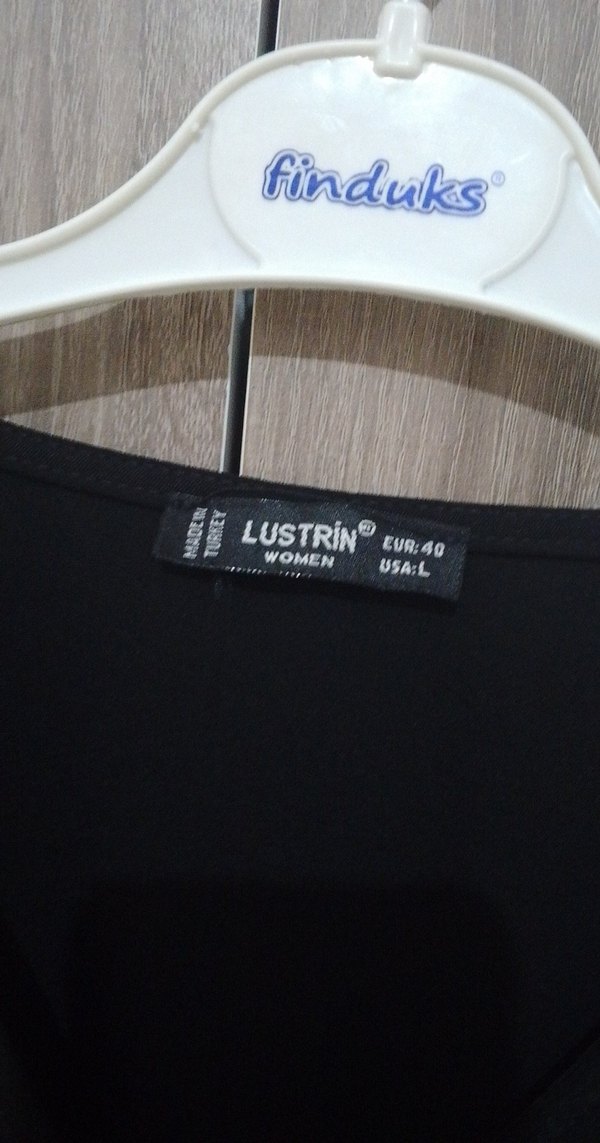 finduks®
MADE IN
TURKEY
LUSTRİN®
WOMEN
EUR:40
USA:L